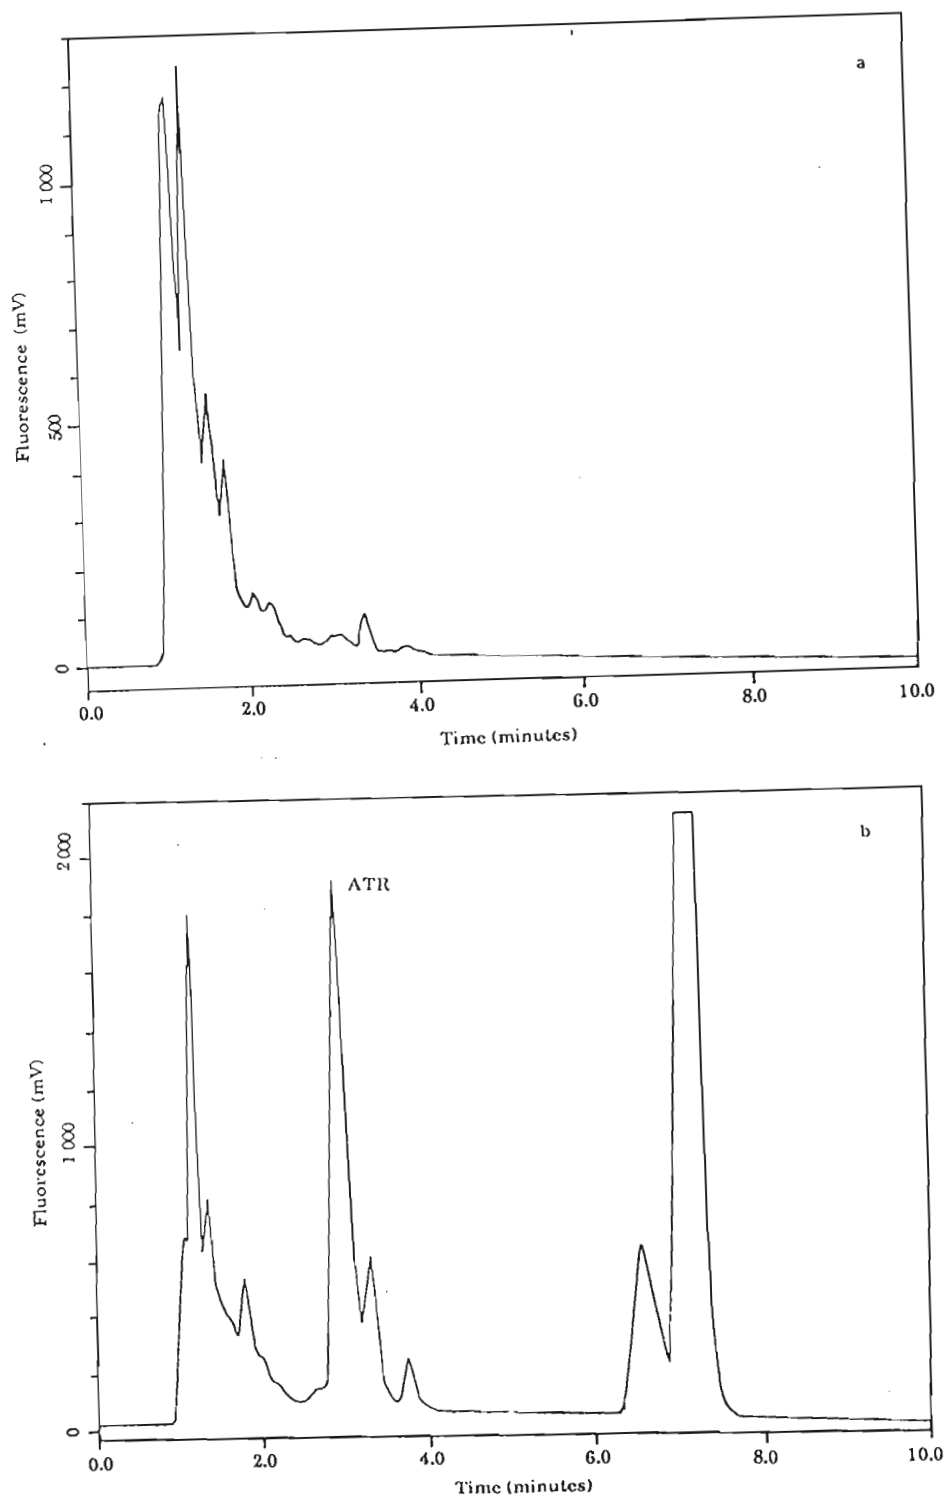 a
1 000
500
0
Fluorescence (mV)
0.0 2.0 4.0 6.0 8.0 10.0
Time (minutes)
b
ATR
2 000
1 000
0
Fluorescence (mV)
0.0 2.0 4.0 6.0 8.0 10.0
Time (minutes)